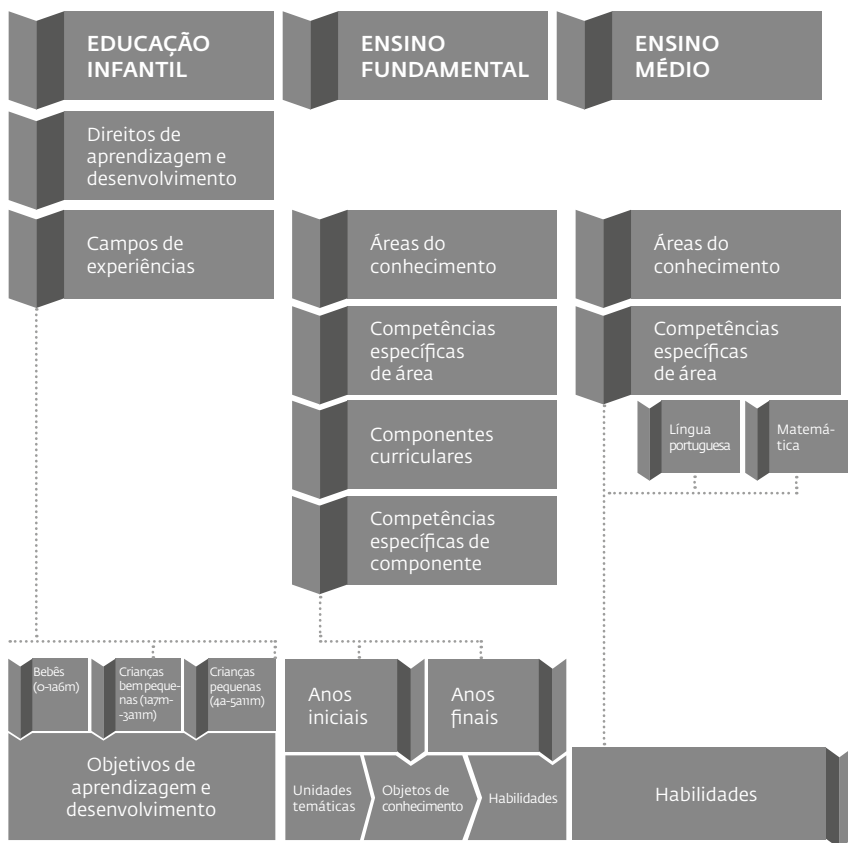 EDUCAÇÃO
INFANTIL
ENSINO
FUNDAMENTAL
ENSINO
MÉDIO
Direitos de
aprendizagem e
desenvolvimento
Campos de
experiências
Áreas do
conhecimento
Áreas do
conhecimento
Competências
específicas
de área
Competências
específicas
de área
Componentes
curriculares
Língua
portuguesa
Matemá-
tica
Competências
específicas de
componente
Bebês
(0-1a6m)
Crianças
bem peque-
nas (1a7m-
-3a11m)
Crianças
pequenas
(4a-5a11m)
Anos
iniciais
Anos
finais
Objetivos de
aprendizagem e
desenvolvimento
Unidades
temáticas
Objetos de
conhecimento
Habilidades
Habilidades